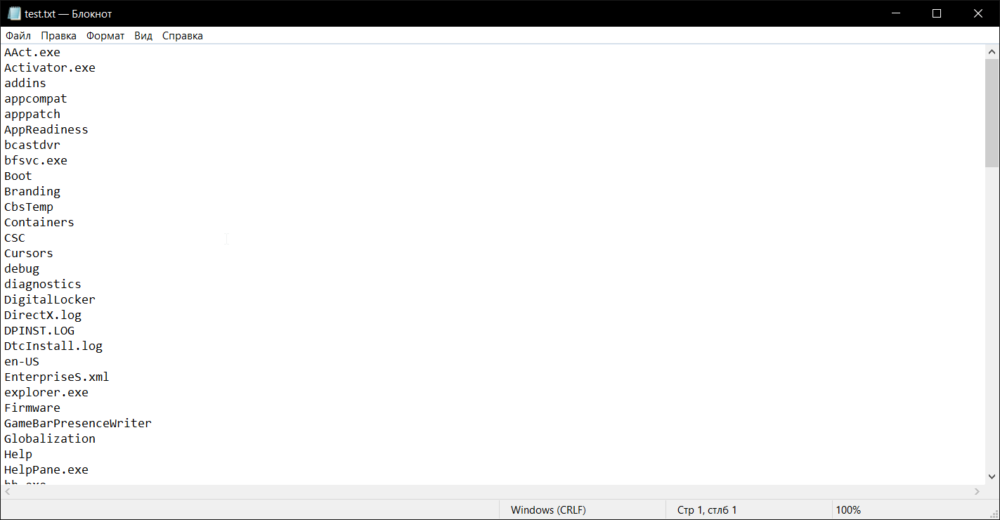 test.txt — Блокнот
Файл Правка Формат Вид Справка
AAct.exe
Activator.exe
addins
appcompat
apppatch
AppReadiness
bcastdvr
bfsvc.exe
Boot
Branding
CbsTemp
Containers
CSC
Cursors
debug
diagnostics
DigitalLocker
DirectX.log
DPINST.LOG
DtcInstall.log
en-US
EnterpriseS.xml
explorer.exe
Firmware
GameBarPresenceWriter
Globalization
Help
HelpPane.exe
Windows (CRLF) Стр 1, стлб 1 100%